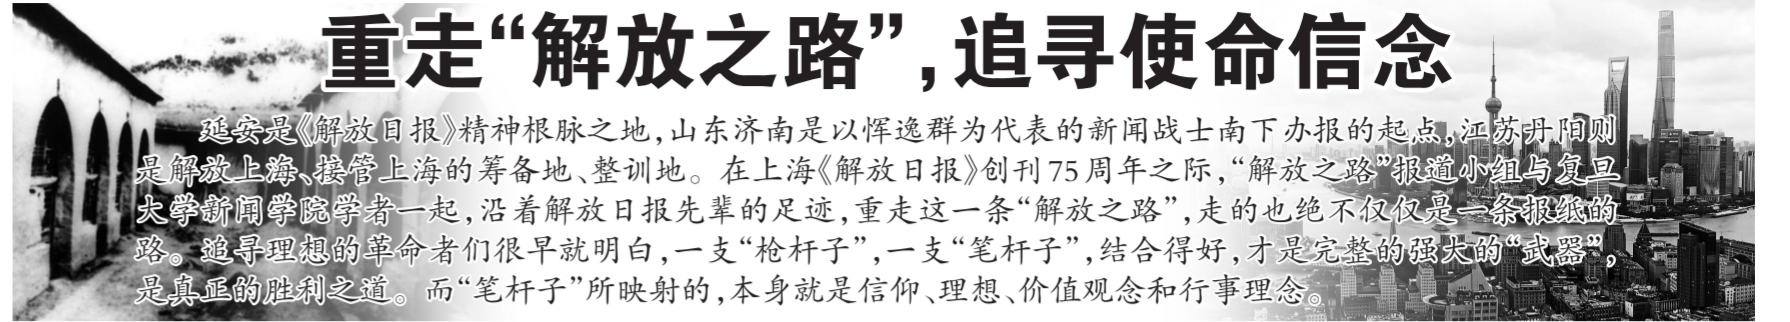 重走“解放之路”，追寻使命信念
延安是《解放日报》精神根脉之地，山东济南是以恽逸群为代表的新闻战士南下办报的起点，江苏丹阳则
是解放上海、接管上海的筹备地、整训地。在上海《解放日报》创刊75周年之际，“解放之路”报道小组与复旦
大学新闻学院学者一起，沿着解放日报先辈的足迹，重走这一条“解放之路”，走的也绝不仅仅是一条报纸的
路。追寻理想的革命者们很早就明白，一支“枪杆子”，一支“笔杆子”，结合得好，才是完整的强大的“武器”，
是真正的胜利之道。而“笔杆子”所映射的，本身就是信仰、理想、价值观念和行事理念。